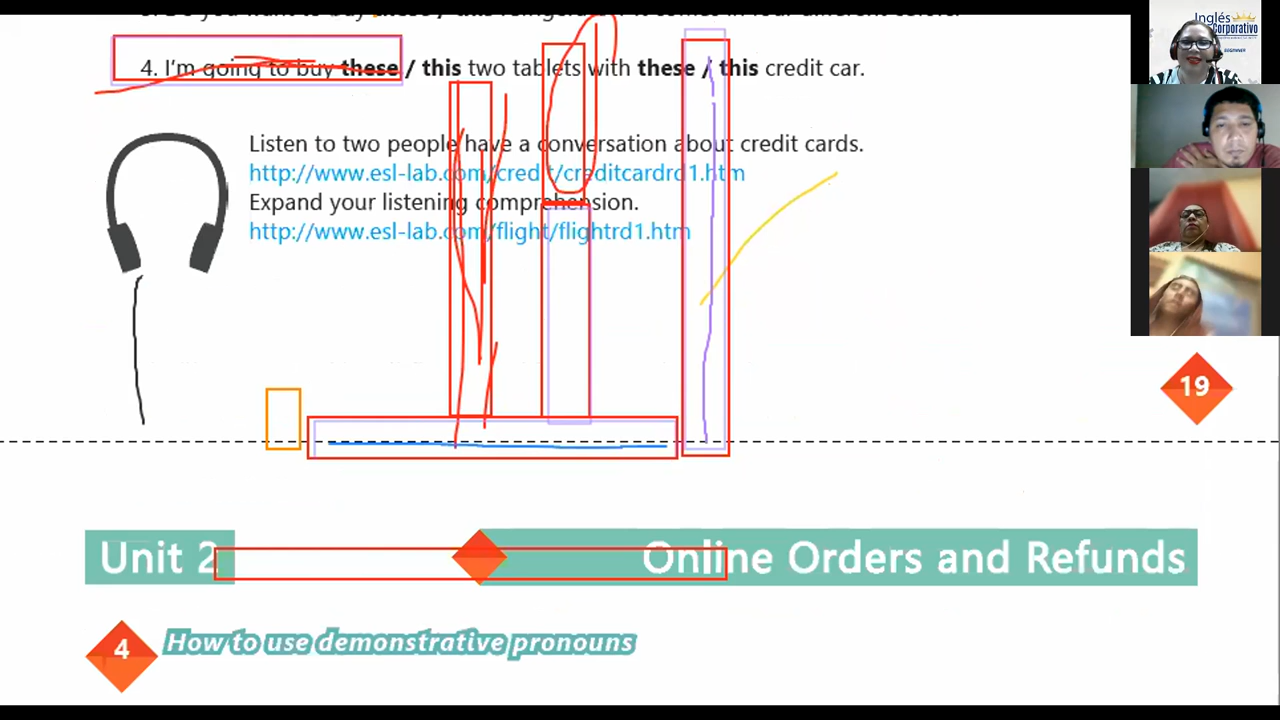 4. I'm going to buy these / this two tablets with these / this credit car.
Listen to two people have a conversation about credit cards.
http://www.esl-lab.com/credit/creditcardrd1.htm
Expand your listening comprehension.
http://www.esl-lab.com/flight/flightrd1.htm
19
Unit 2
Online Orders and Refunds
4
How to use demonstrative pronouns
Inglés
Corporativo
BEGINNER